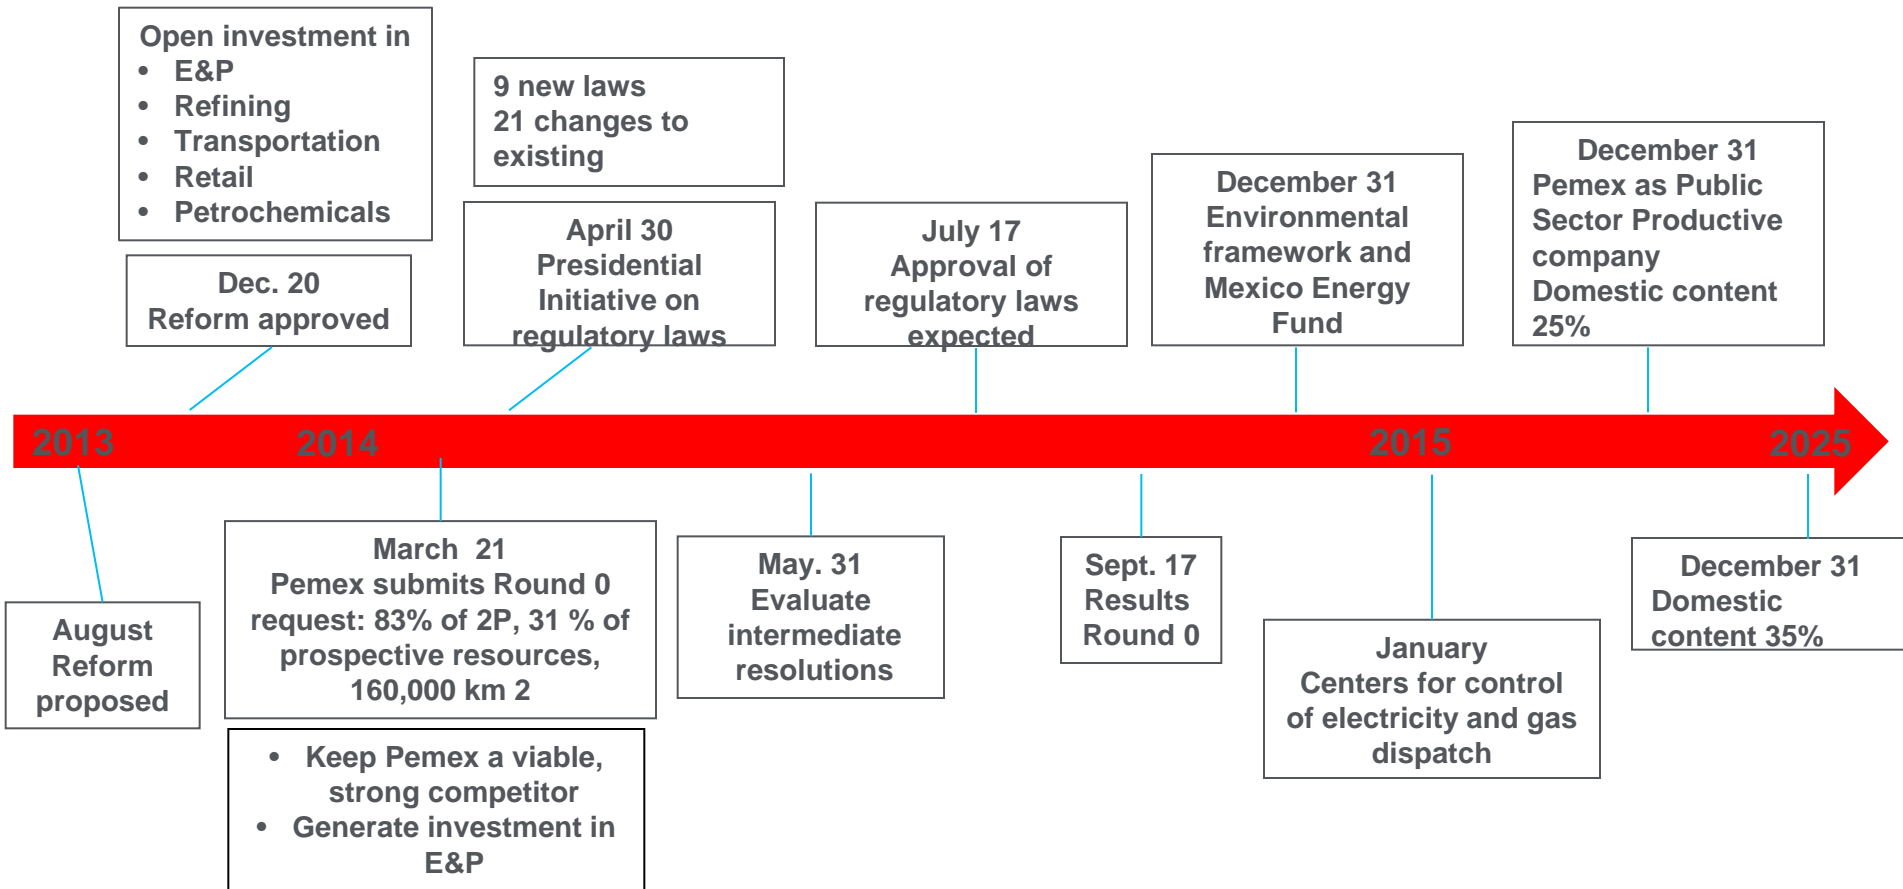 Open investment in
• E&P
• Refining
• Transportation
• Retail
• Petrochemicals
9 new laws
21 changes to
existing
Dec. 20
Reform approved
April 30
Presidential
Initiative on
regulatory laws
July 17
Approval of
regulatory laws
expected
December 31
Environmental
framework and
Mexico Energy
Fund
December 31
Pemex as Public
Sector Productive
company
Domestic content
25%
2013
2014
2015
2025
August
Reform
proposed
March 21
Pemex submits Round 0
request: 83% of 2P, 31 % of
prospective resources,
160,000 km 2
• Keep Pemex a viable,
strong competitor
• Generate investment in
E&P
May. 31
Evaluate
intermediate
resolutions
Sept. 17
Results
Round 0
January
Centers for control
of electricity and gas
dispatch
December 31
Domestic
content 35%